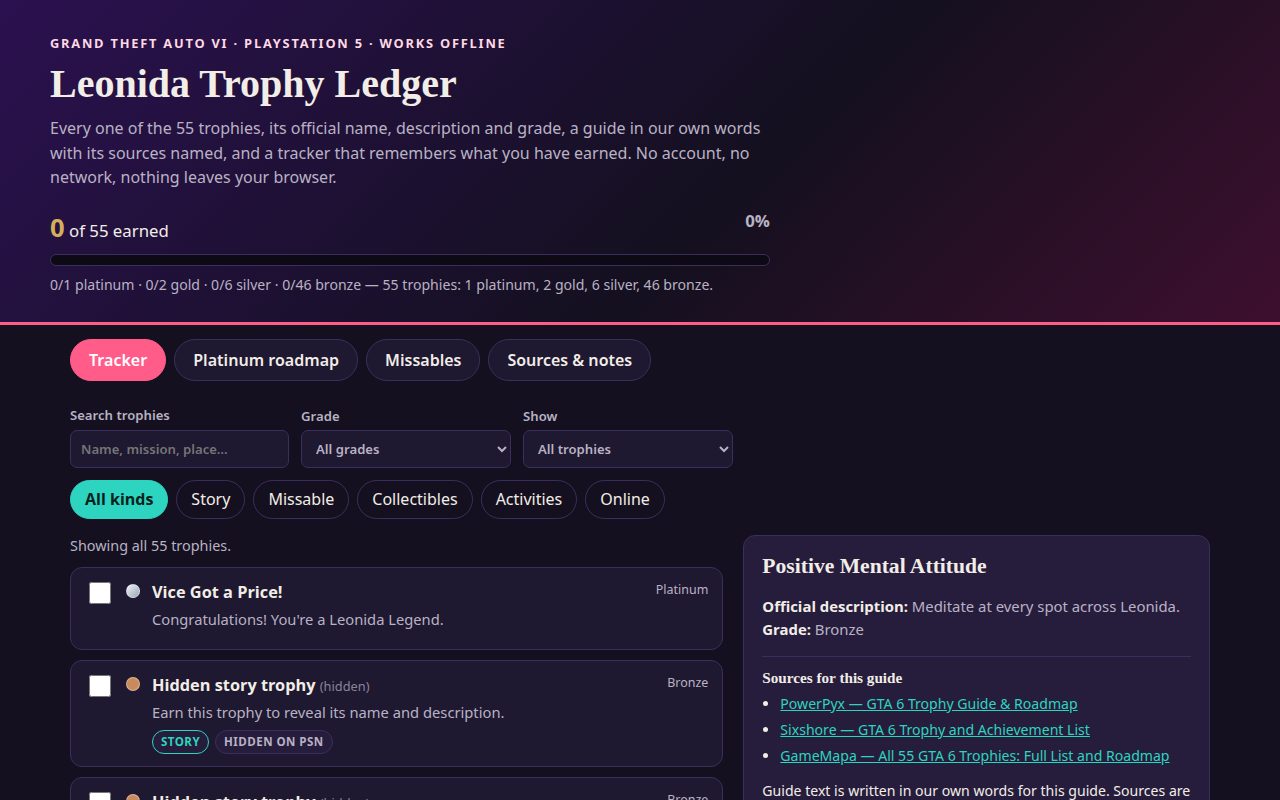 GRAND THEFT AUTO VI · PLAYSTATION 5 · WORKS OFFLINE
Leonida Trophy Ledger
Every one of the 55 trophies, its official name, description and grade, a guide in our own words
with its sources named, and a tracker that remembers what you have earned. No account, no
network, nothing leaves your browser.
0 of 55 earned
0%
0/1 platinum · 0/2 gold · 0/6 silver · 0/46 bronze — 55 trophies: 1 platinum, 2 gold, 6 silver, 46 bronze.
Tracker
Platinum roadmap
Missables
Sources & notes
Search trophies
Grade
Show
Name, mission, place...
All grades
All trophies
All kinds
Story
Missable
Collectibles
Activities
Online
Showing all 55 trophies.
Vice Got a Price!
Platinum
Congratulations! You're a Leonida Legend.
Hidden story trophy (hidden)
Bronze
Earn this trophy to reveal its name and description.
STORY
HIDDEN ON PSN
Hidden story trophy (hidden)
Bronze
Positive Mental Attitude
Official description: Meditate at every spot across Leonida.
Grade: Bronze
Sources for this guide
PowerPyx — GTA 6 Trophy Guide & Roadmap
Sixshore — GTA 6 Trophy and Achievement List
GameMapa — All 55 GTA 6 Trophies: Full List and Roadmap
Guide text is written in our own words for this guide. Sources are